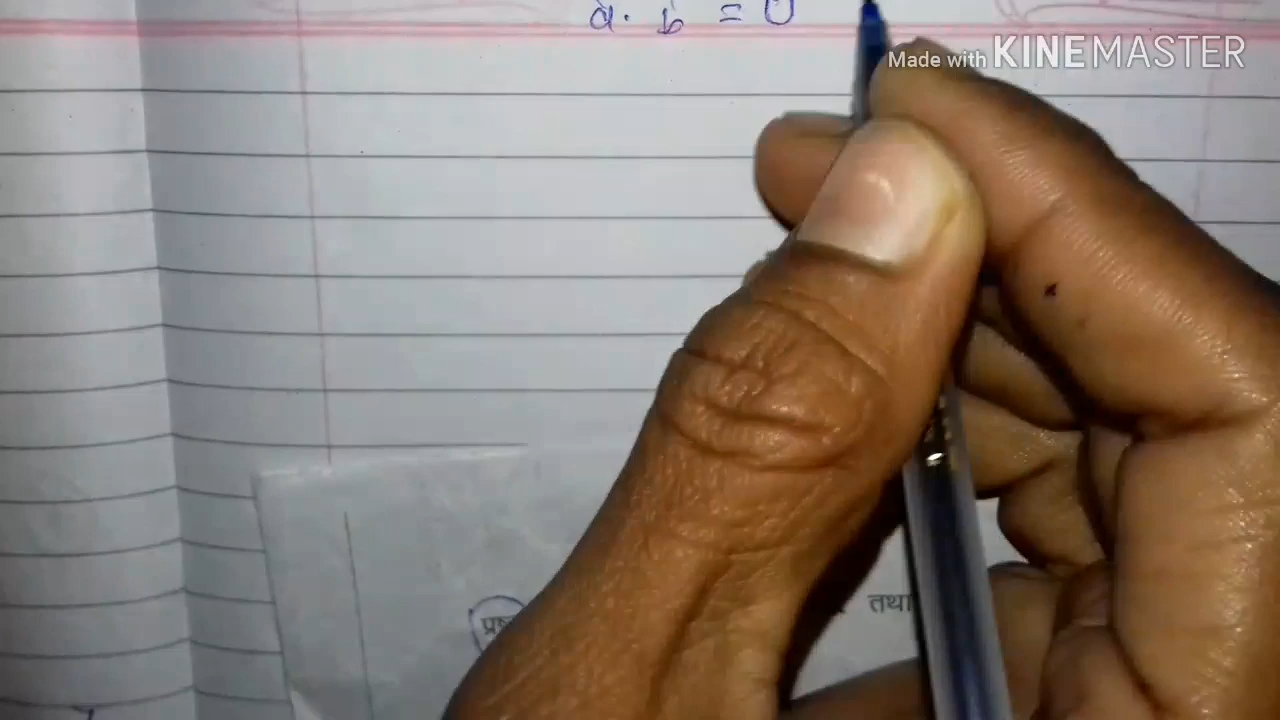 a. b = 0
Made with KINEMASTER
तथा